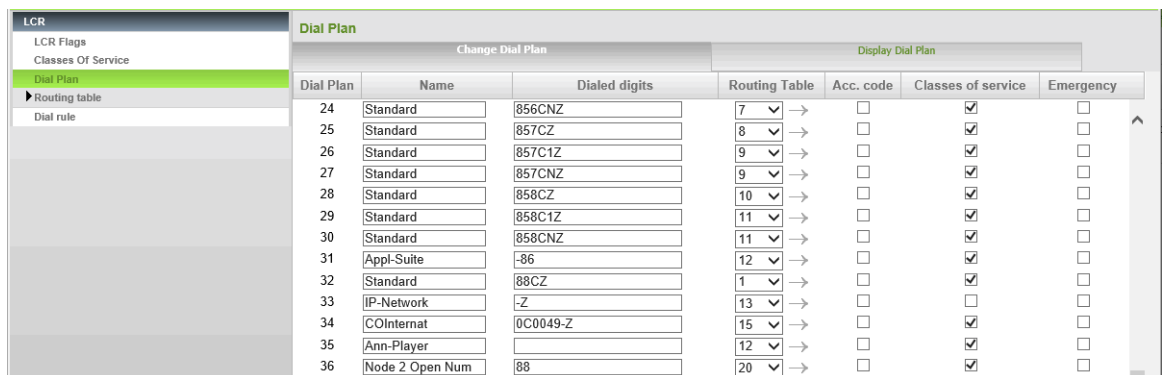 LCR
LCR Flags
Classes Of Service
Dial Plan
Routing table
Dial rule
Dial Plan
Change Dial Plan Display Dial Plan
Dial Plan Name Dialed digits Routing Table Acc. code Classes of service Emergency
24 Standard 856CNZ 7
25 Standard 857CZ 8
26 Standard 857C1Z 9
27 Standard 857CNZ 9
28 Standard 858CZ 10
29 Standard 858C1Z 11
30 Standard 858CNZ 11
31 Appl-Suite -86 12
32 Standard 88CZ 1
33 IP-Network -Z 13
34 COInternat 0C0049-Z 15
35 Ann-Player 12
36 Node 2 Open Num 88 20